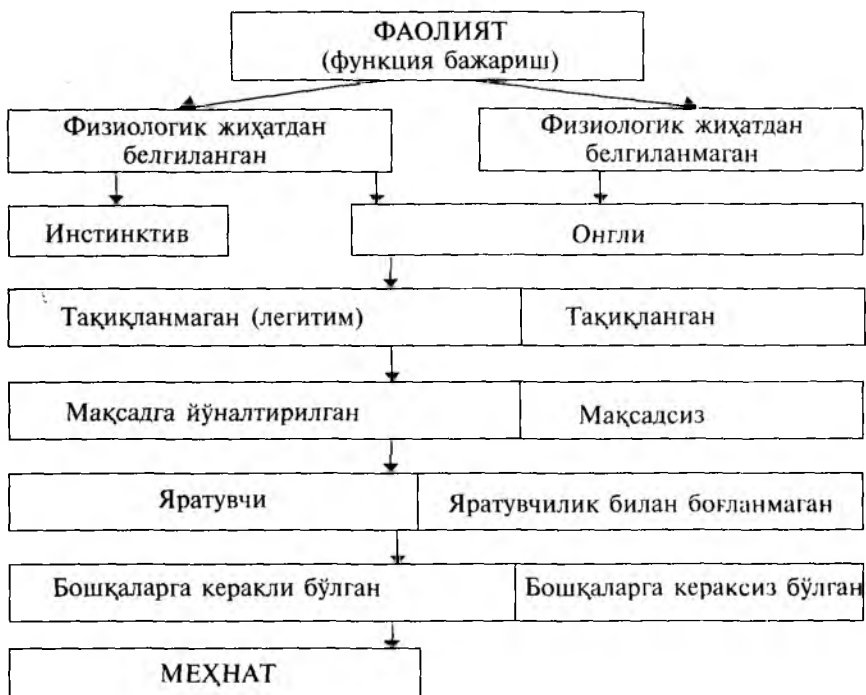 ФАОЛИЯТ
(функция бажариш)
Физиологик жиҳатдан
белгиланган
Физиологик жиҳатдан
белгиланмаган
Инстинктив
Онгли
Тақиқланмаган (легитим)
Тақиқланган
Мақсадга йўналтирилган
Мақсадсиз
Яратувчи
Яратувчилик билан боғланмаган
Бошқаларга керакли бўлган
Бошқаларга кераксиз бўлган
МЕҲНАТ